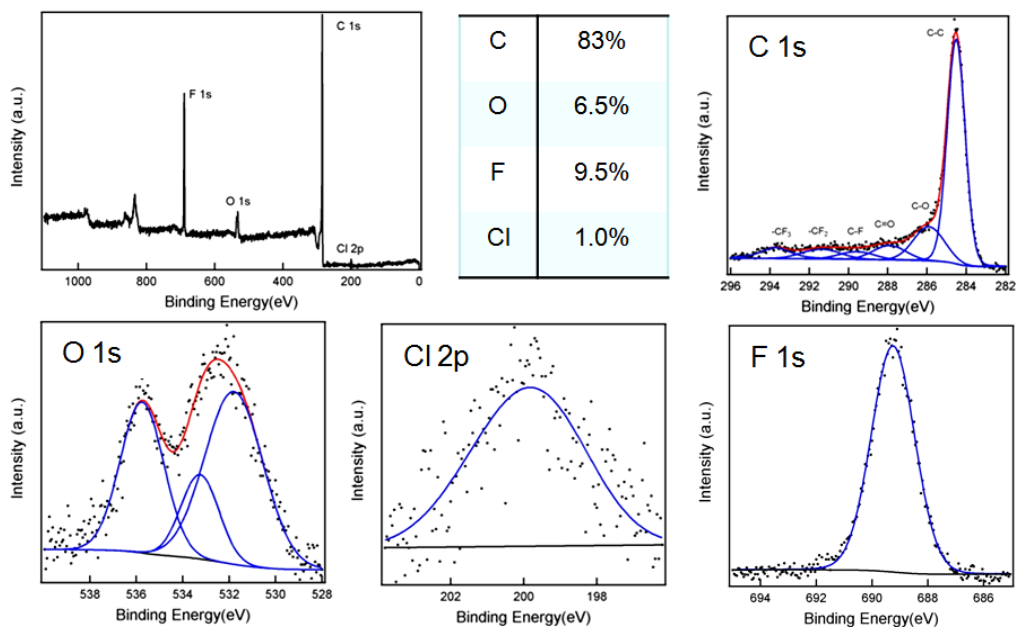 C 1s
F 1s
O 1s
Cl 2p
Intensity (a.u.)
1000 800 600 400 200 0
Binding Energy(eV)
C 83%
O 6.5%
F 9.5%
Cl 1.0%
C 1s
C-C
C-O
C=O
C-F
-CF₂
-CF₃
Intensity (a.u.)
296 294 292 290 288 286 284 282
Binding Energy(eV)
O 1s
Intensity (a.u.)
538 536 534 532 530 528
Binding Energy(eV)
Cl 2p
Intensity (a.u.)
202 200 198
Binding Energy(eV)
F 1s
Intensity (a.u.)
694 692 690 688 686
Binding Energy(eV)